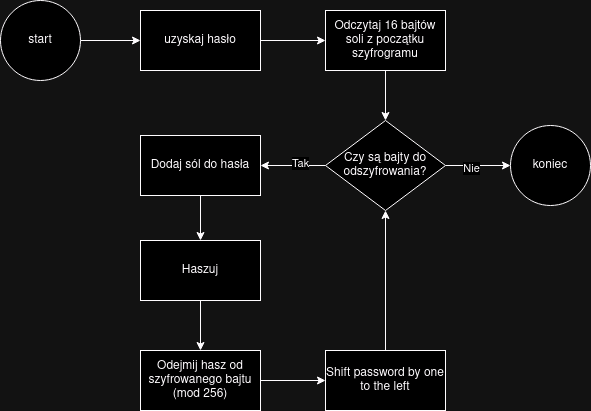 start
uzyskaj hasło
Odczytaj 16 bajtów
soli z początku
szyfrogramu
Czy są bajty do
odszyfrowania?
Tak
Nie
koniec
Dodaj sól do hasła
Haszuj
Odejmij hasz od
szyfrowanego bajtu
(mod 256)
Shift password by one
to the left